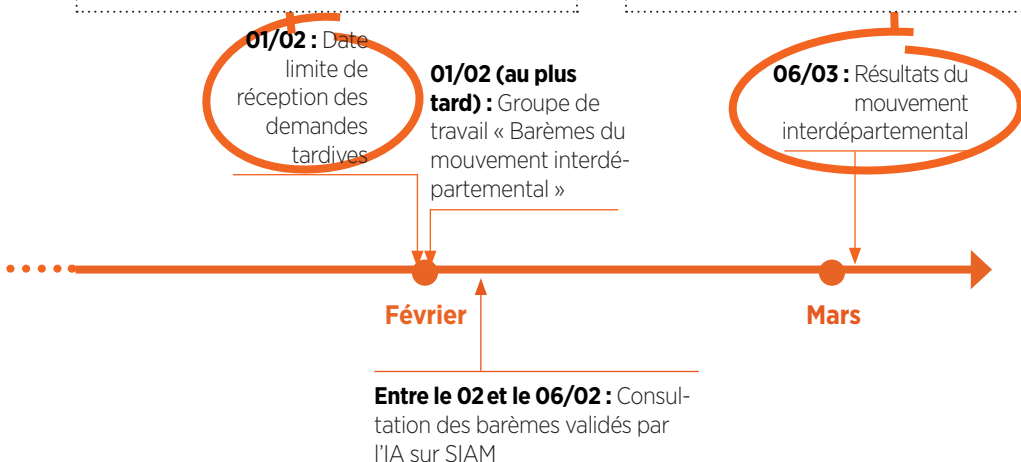 01/02 : Date
limite de
réception des
demandes
tardives
01/02 (au plus
tard) : Groupe de
travail « Barèmes du
mouvement interdé-
partemental »
06/03 : Résultats du
mouvement
interdépartemental
Février
Mars
Entre le 02 et le 06/02 : Consul-
tation des barèmes validés par
l'IA sur SIAM